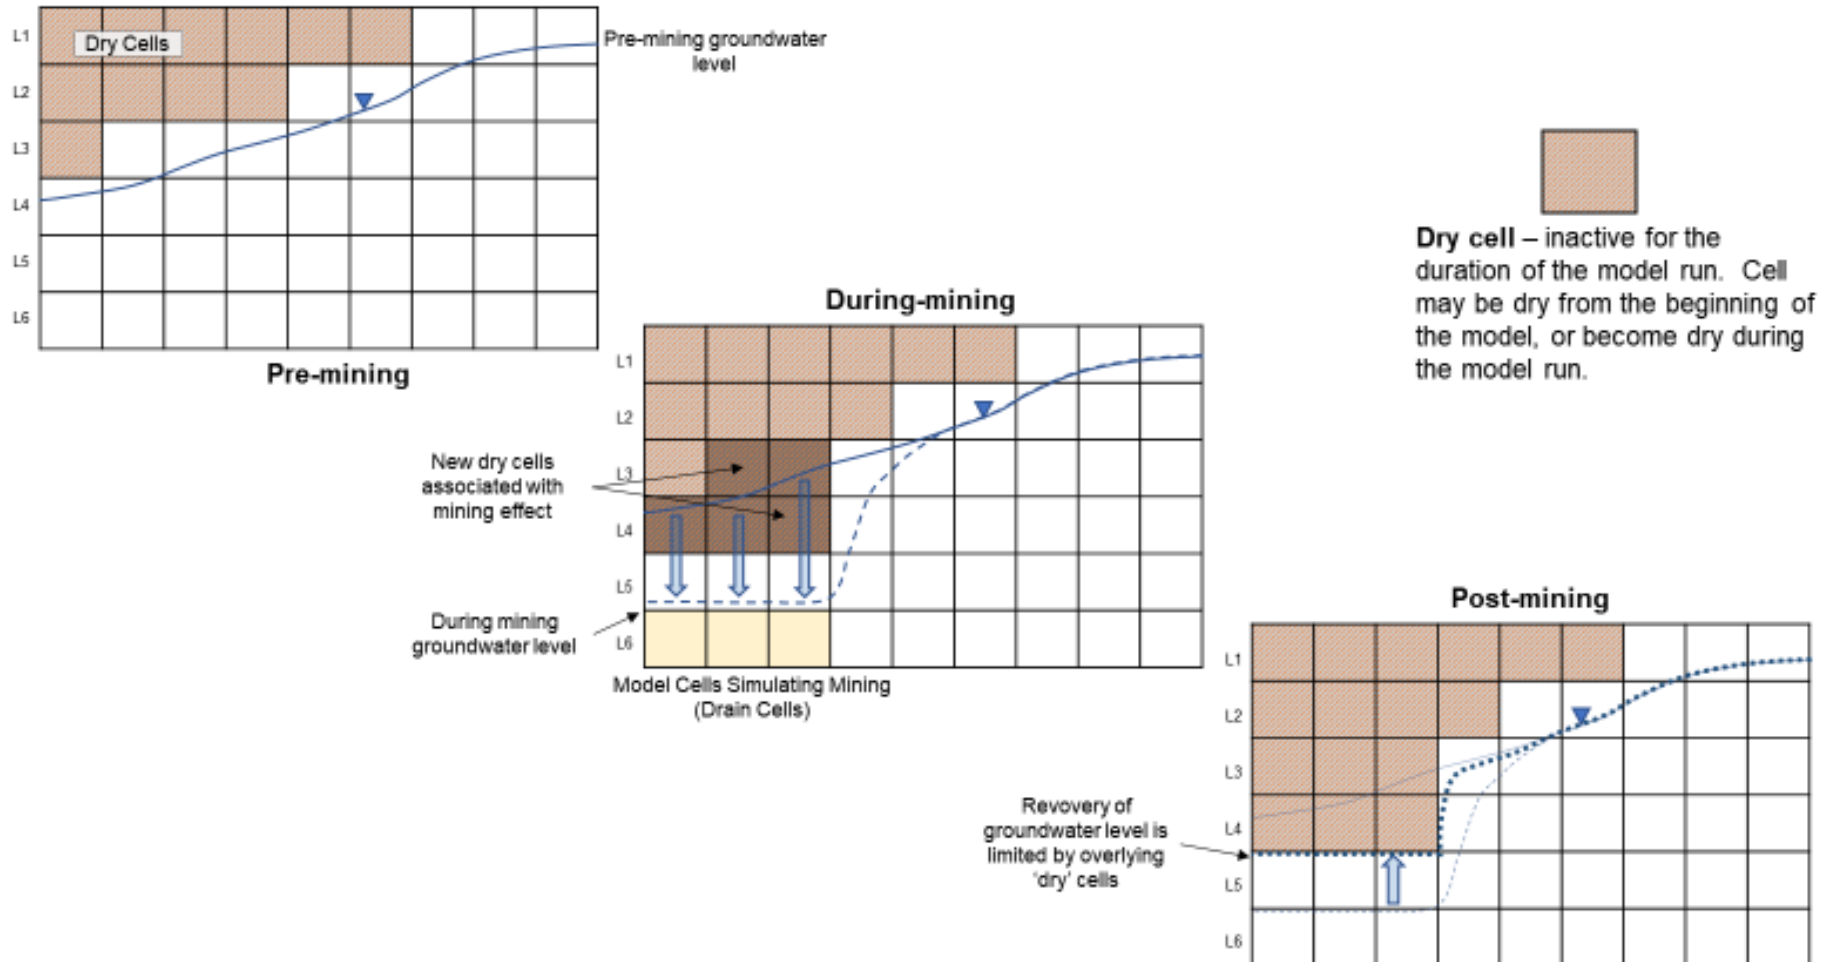 L1
Dry Cells
Pre-mining groundwater
level
L2
L3
L4
L5
L6
Pre-mining
Dry cell – inactive for the
duration of the model run. Cell
may be dry from the beginning of
the model, or become dry during
the model run.
During-mining
L1
L2
L3
L4
L5
L6
New dry cells
associated with
mining effect
During mining
groundwater level
Model Cells Simulating Mining
(Drain Cells)
Post-mining
L1
L2
L3
L4
L5
L6
Revovery of
groundwater level is
limited by overlying
‘dry’ cells